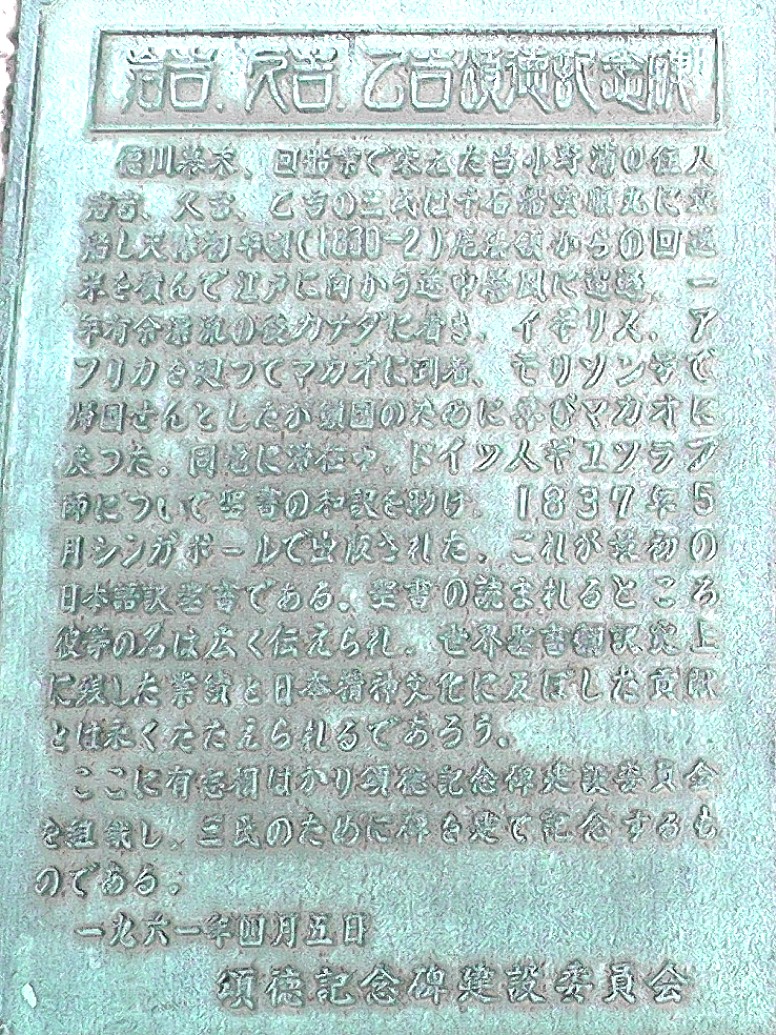 岩吉、久吉、乙吉頌徳記念碑
徳川幕末、回船業で栄えた当小野浦の住人
岩吉、久吉、乙吉の三氏は千石船宝順丸に乗
船し天保初年頃(1830-2)尾張領からの回送
米を積んで江戸に向かう途中暴風に遭遇、一
年有余漂流の後カナダに着き、イギリス、ア
フリカを廻ってマカオに到着、モリソン号で
帰国せんとしたが鎖国のために再びマカオに
戻った。同地に滞在中、ドイツ人ギュツラフ
師について聖書の和訳を助け 1837年5
月シンガポールで出版された。これが最初の
日本語訳聖書である。聖書の読まれるところ
彼等の名は広く伝えられ、世界聖書翻訳史上
に残した業績と日本精神文化に及ぼした貢献
とは永くたたえられるであろう。
ここに有志相はかり頌徳記念碑建設委員会
を組織し、三氏のために碑を建て記念するも
のである。
一九六一年四月五日
頌徳記念碑建設委員会